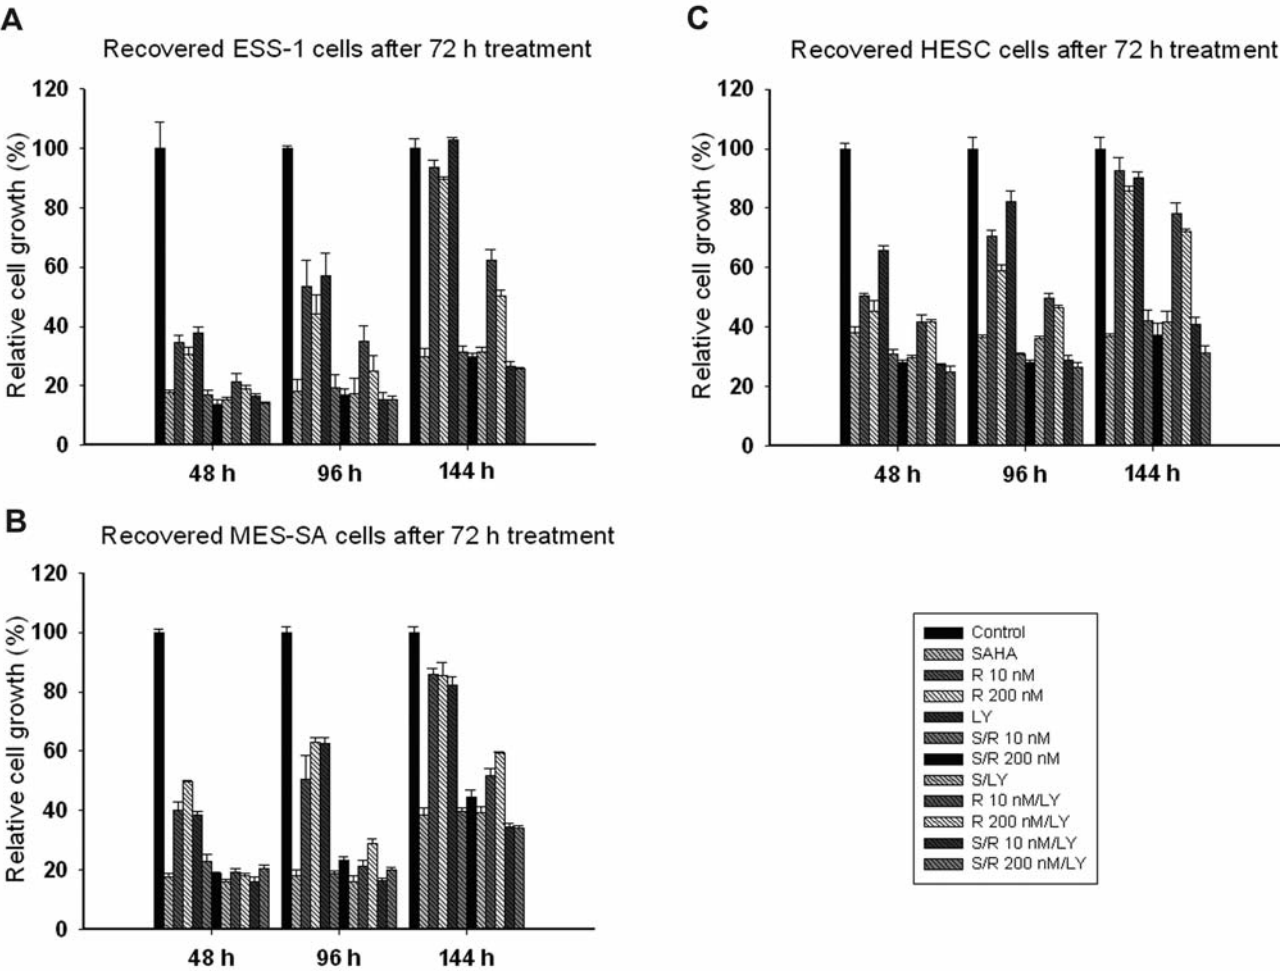 A
Recovered ESS-1 cells after 72 h treatment
Relative cell growth (%)
120
100
80
60
40
20
0
48 h 96 h 144 h
B
Recovered MES-SA cells after 72 h treatment
Relative cell growth (%)
120
100
80
60
40
20
0
48 h 96 h 144 h
C
Recovered HESC cells after 72 h treatment
Relative cell growth (%)
120
100
80
60
40
20
0
48 h 96 h 144 h
Control
SAHA
R 10 nM
R 200 nM
LY
S/R 10 nM
S/R 200 nM
S/LY
R 10 nM/LY
R 200 nM/LY
S/R 10 nM/LY
S/R 200 nM/LY